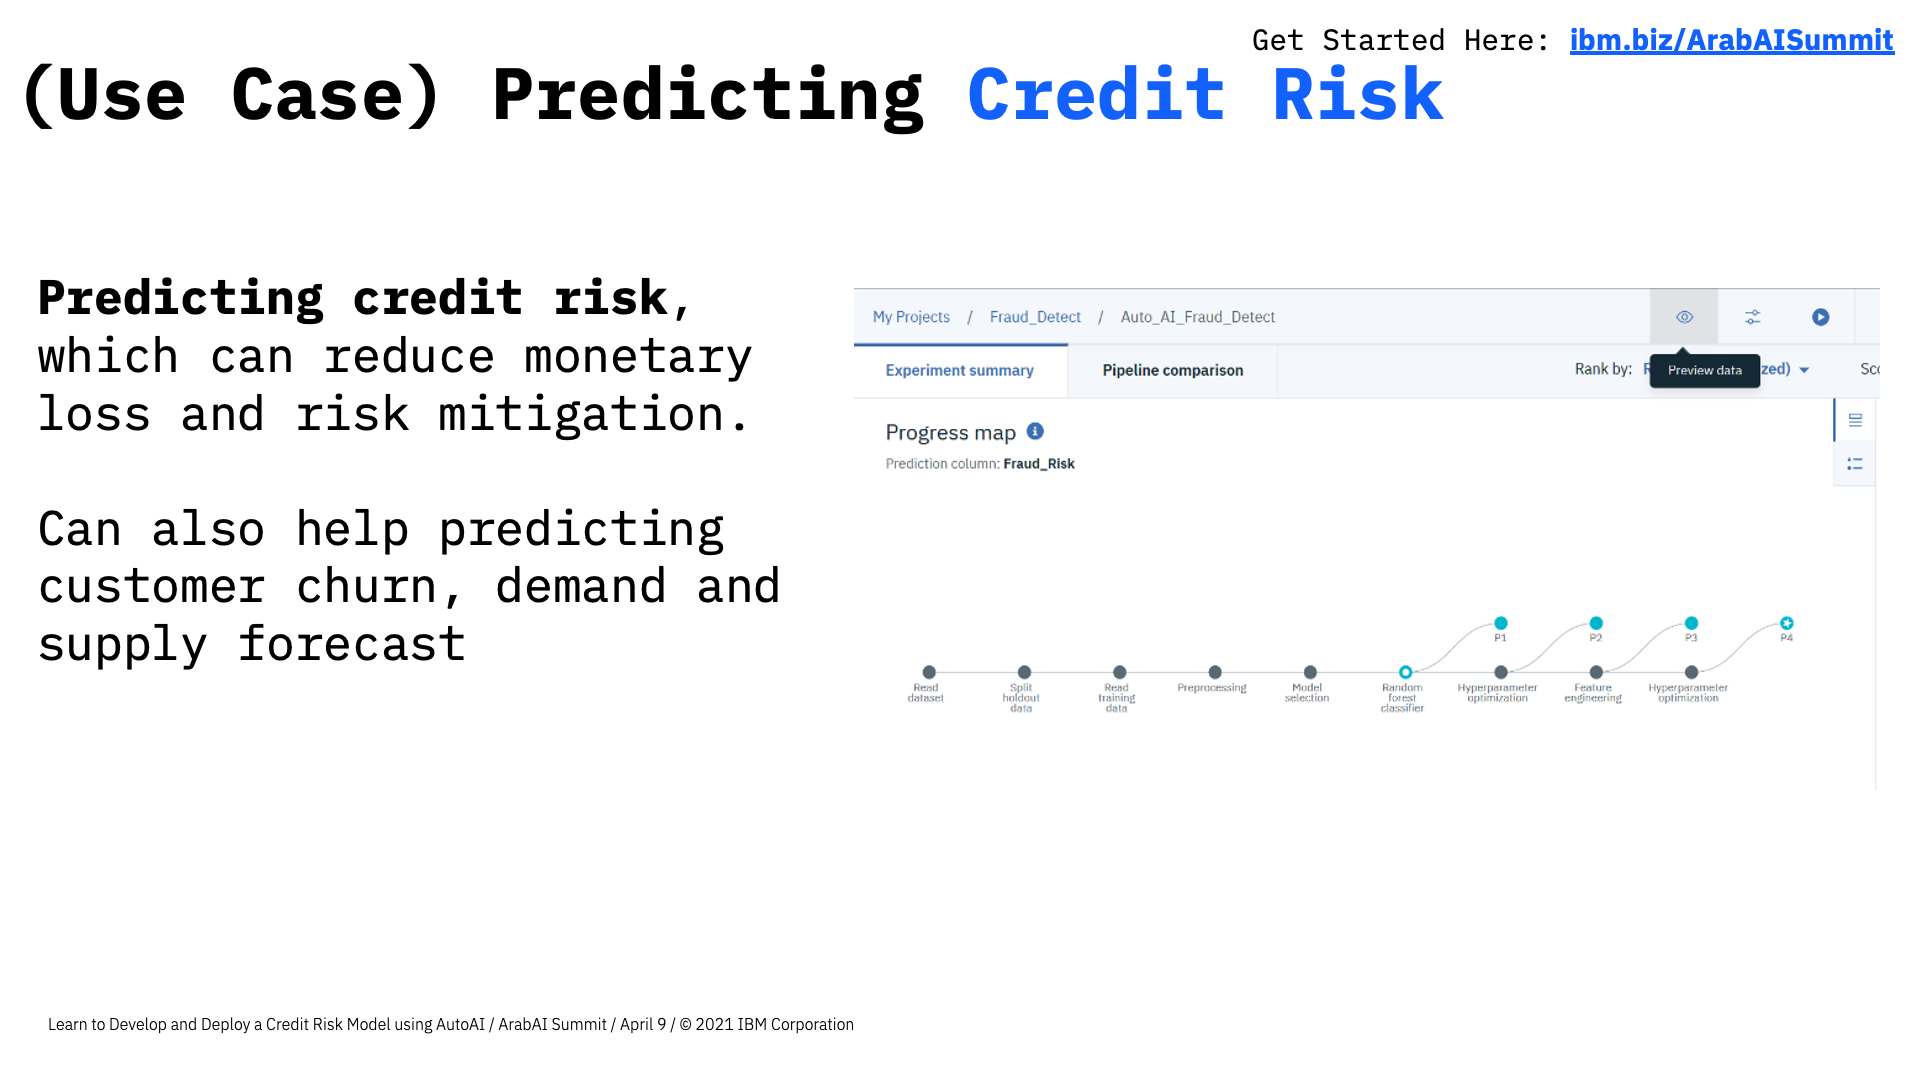 Get Started Here: ibm.biz/ArabAISummit
(Use Case) Predicting Credit Risk
Predicting credit risk,
which can reduce monetary
loss and risk mitigation.
Can also help predicting
customer churn, demand and
supply forecast
My Projects / Fraud_Detect / Auto_AI_Fraud_Detect
Experiment summary
Pipeline comparison
Rank by:
Preview data
zed)
Sc
Progress map
Prediction column: Fraud_Risk
P1
P2
P3
P4
Read
dataset
Split
holdout
data
Read
training
data
Preprocessing
Model
selection
Random
forest
classifier
Hyperparameter
optimization
Feature
engineering
Hyperparameter
optimization
Learn to Develop and Deploy a Credit Risk Model using AutoAI / ArabAI Summit / April 9 / © 2021 IBM Corporation